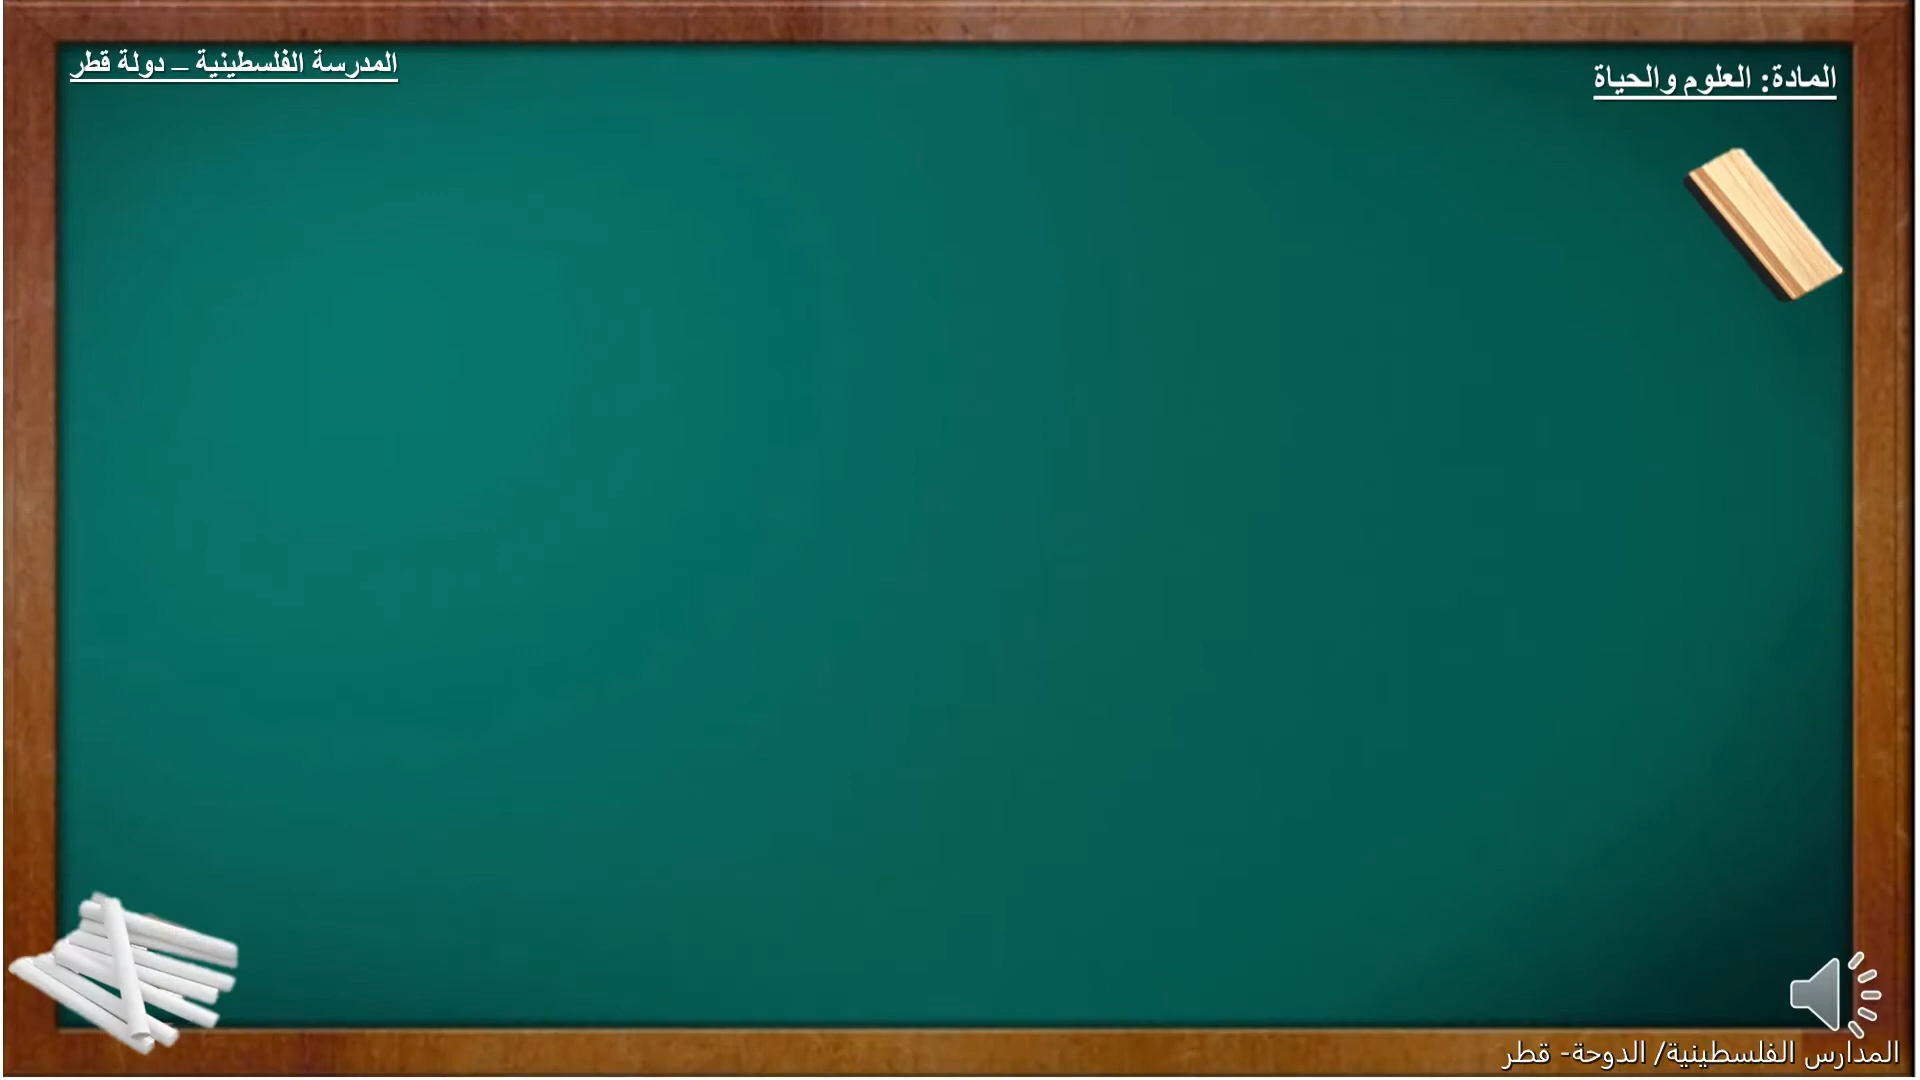 المادة: العلوم والحياة
المدرسة الفلسطينية – دولة قطر
المدارس الفلسطينية/ الدوحة- قطر